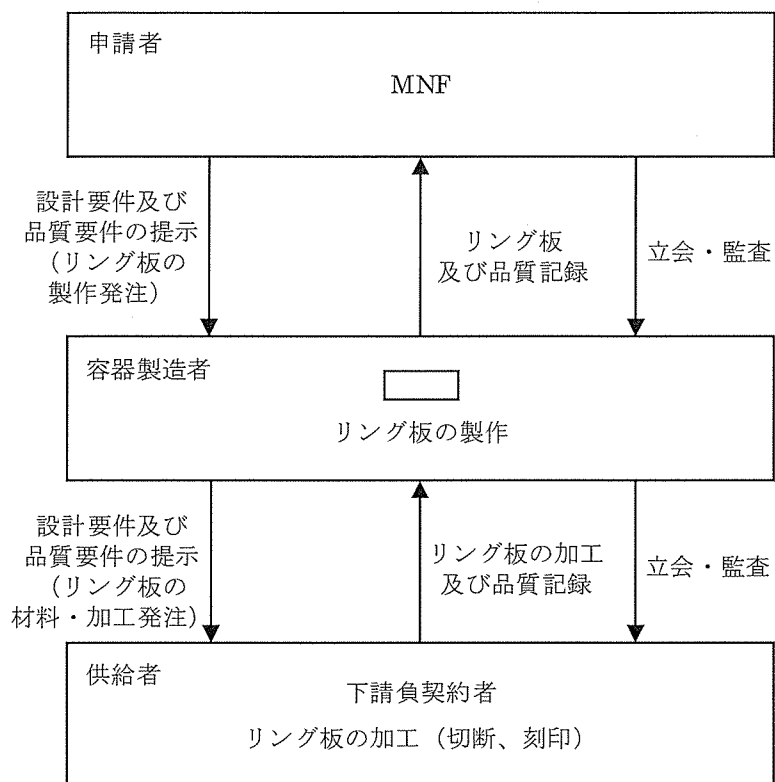 申請者
MNF
設計要件及び
品質要件の提示
（リング板の
製作発注）
リング板
及び品質記録
立会・監査
容器製造者
リング板の製作
設計要件及び
品質要件の提示
（リング板の
材料・加工発注）
リング板の加工
及び品質記録
立会・監査
供給者
下請負契約者
リング板の加工（切断、刻印）